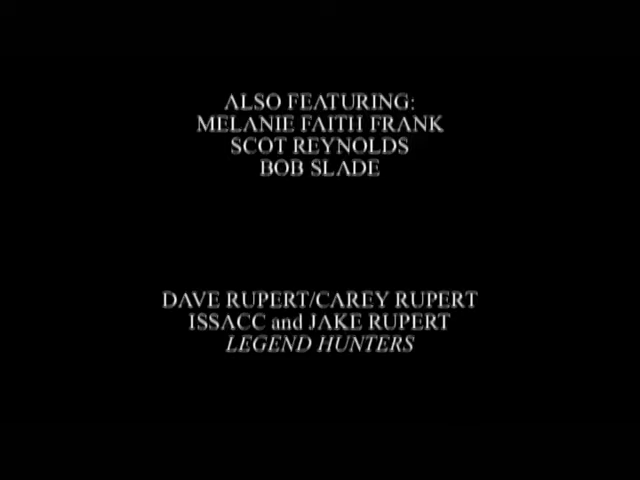 ALSO FEATURING:
MELANIE FAITH FRANK
SCOT REYNOLDS
BOB SLADE
DAVE RUPERT/CAREY RUPERT
ISSACC and JAKE RUPERT
LEGEND HUNTERS